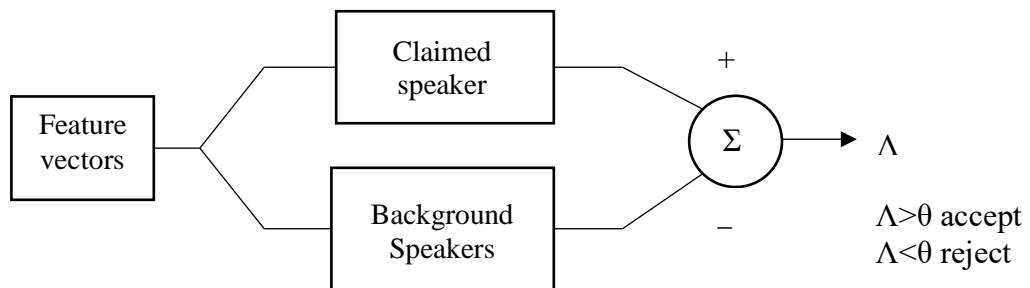 Claimed
speaker
+
Feature
vectors
Σ
Λ
Background
Speakers
−
Λ>θ accept
Λ<θ reject